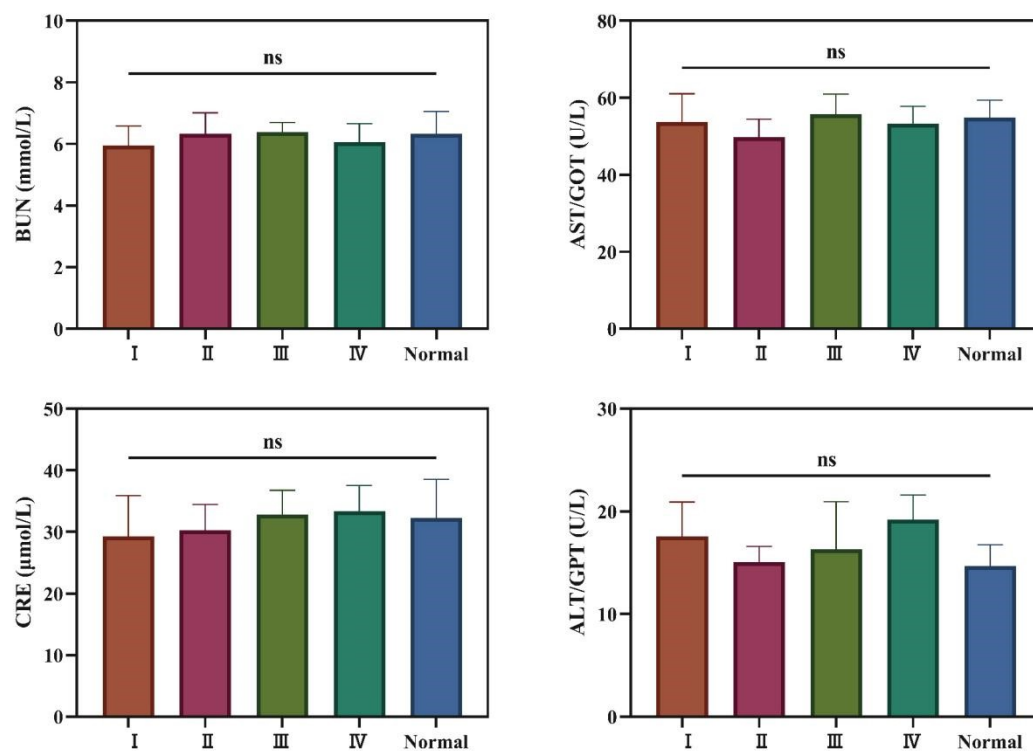 BUN (mmol/L)
10
8
6
4
2
0
ns
Ⅰ Ⅱ Ⅲ Ⅳ Normal
AST/GOT (U/L)
80
60
40
20
0
ns
Ⅰ Ⅱ Ⅲ Ⅳ Normal
CRE (μmol/L)
50
40
30
20
10
0
ns
Ⅰ Ⅱ Ⅲ Ⅳ Normal
ALT/GPT (U/L)
30
20
10
0
ns
Ⅰ Ⅱ Ⅲ Ⅳ Normal